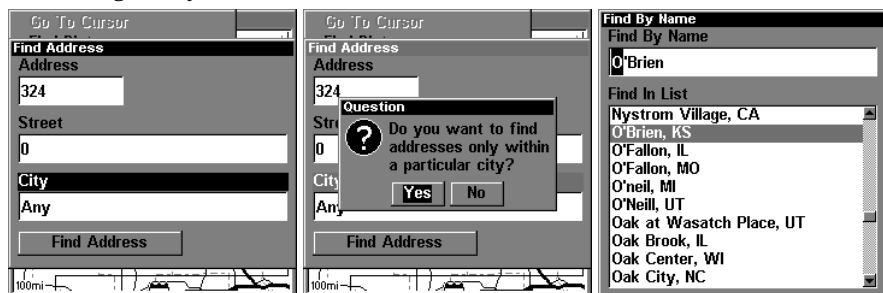 Go To Cursor
Find Address
Address
324
Street
0
City
Any
Find Address
100mi
Go To Cursor
Find Address
Address
324
Question
Do you want to find
addresses only within
a particular city?
Yes
No
Any
Find Address
100mi
Find By Name
Find By Name
O'Brien
Find In List
Nystrom Village, CA
O'Brien, KS
O'Fallon, IL
O'Fallon, MO
O'neil, MI
O'Neill, UT
Oak at Wasatch Place, UT
Oak Brook, IL
Oak Center, WI
Oak City, NC